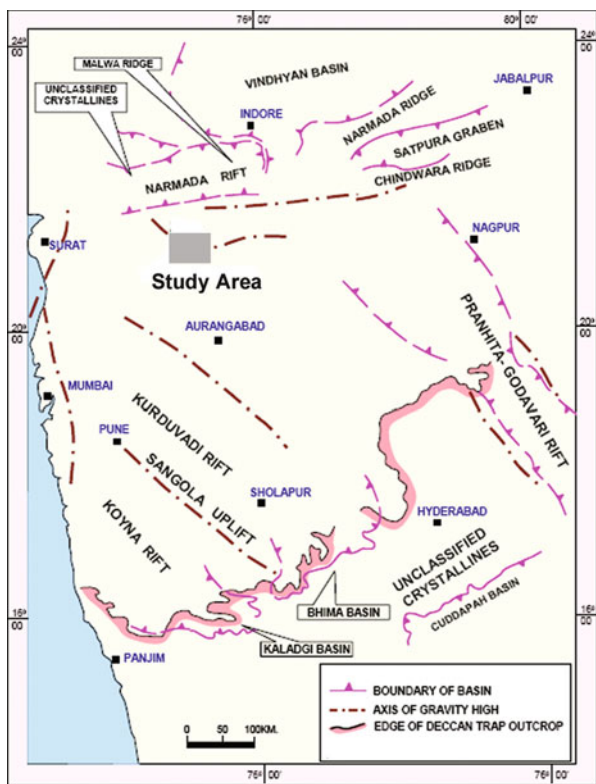 76° 00'
80° 00'
24°
00'
24°
00'
MALWA RIDGE
UNCLASSIFIED
CRYSTALLINES
VINDHYAN BASIN
JABALPUR
INDORE
NARMADA RIDGE
SATPURA GRABEN
CHINDWARA RIDGE
NARMADA RIFT
SURAT
NAGPUR
Study Area
20°
00'
20°
00'
AURANGABAD
PRANHITA-GODAVARI RIFT
MUMBAI
KURDUVADI RIFT
PUNE
SANGOLA UPLIFT
SHOLAPUR
KOYNA RIFT
HYDERABAD
UNCLASSIFIED
CRYSTALLINES
CUDDAPAH BASIN
15°
00'
15°
00'
BHIMA BASIN
KALADGI BASIN
PANJIM
BOUNDARY OF BASIN
AXIS OF GRAVITY HIGH
EDGE OF DECCAN TRAP OUTCROP
0 50 100KM.
76° 00'
76° 00'